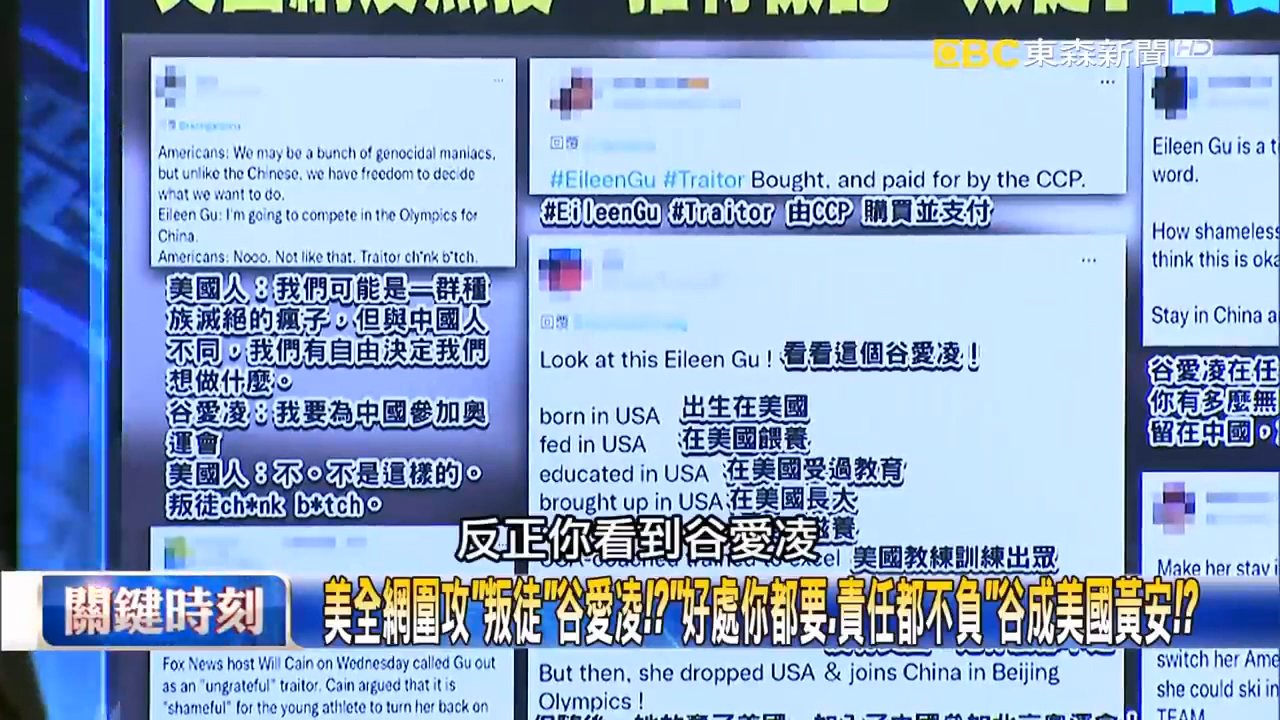 EBC 東森新聞 HD
Americans: We may be a bunch of genocidal maniacs,
but unlike the Chinese, we have freedom to decide
what we want to do.
Eileen Gu: I'm going to compete in the Olympics for
China.
Americans: Nooo. Not like that. Traitor ch*nk b*tch.
美國人：我們可能是一群種
族滅絕的瘋子，但與中國人
不同，我們有自由決定我們
想做什麼。
谷愛凌：我要為中國參加奧
運會
美國人：不。不是這樣的。
叛徒ch*nk b*tch。
Fox News host Will Cain on Wednesday called Gu out
as an "ungrateful" traitor. Cain argued that it is
"shameful" for the young athlete to turn her back on
回覆
#EileenGu #Traitor Bought, and paid for by the CCP.
#EileenGu #Traitor 由CCP 購買並支付
回覆
Look at this Eileen Gu ! 看看這個谷愛凌！
born in USA 出生在美國
fed in USA 在美國餵養
educated in USA 在美國受過教育
brought up in USA 在美國長大
excel 美國教練訓練出眾
But then, she dropped USA & joins China in Beijing
Olympics !
Eileen Gu is a
word.
How shameless
think this is
Stay in China
谷愛凌在任
你有多麼無
留在中國。
Make her stay
switch her
she could ski in
TEAM
反正你看到谷愛凌
關鍵時刻
美全網圍攻"叛徒"谷愛凌!?"好處你都要.責任都不負"谷成美國黃安!?